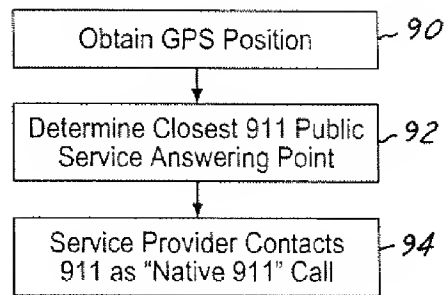 Obtain GPS Position
90
Determine Closest 911 Public
Service Answering Point
92
Service Provider Contacts
911 as “Native 911” Call
94